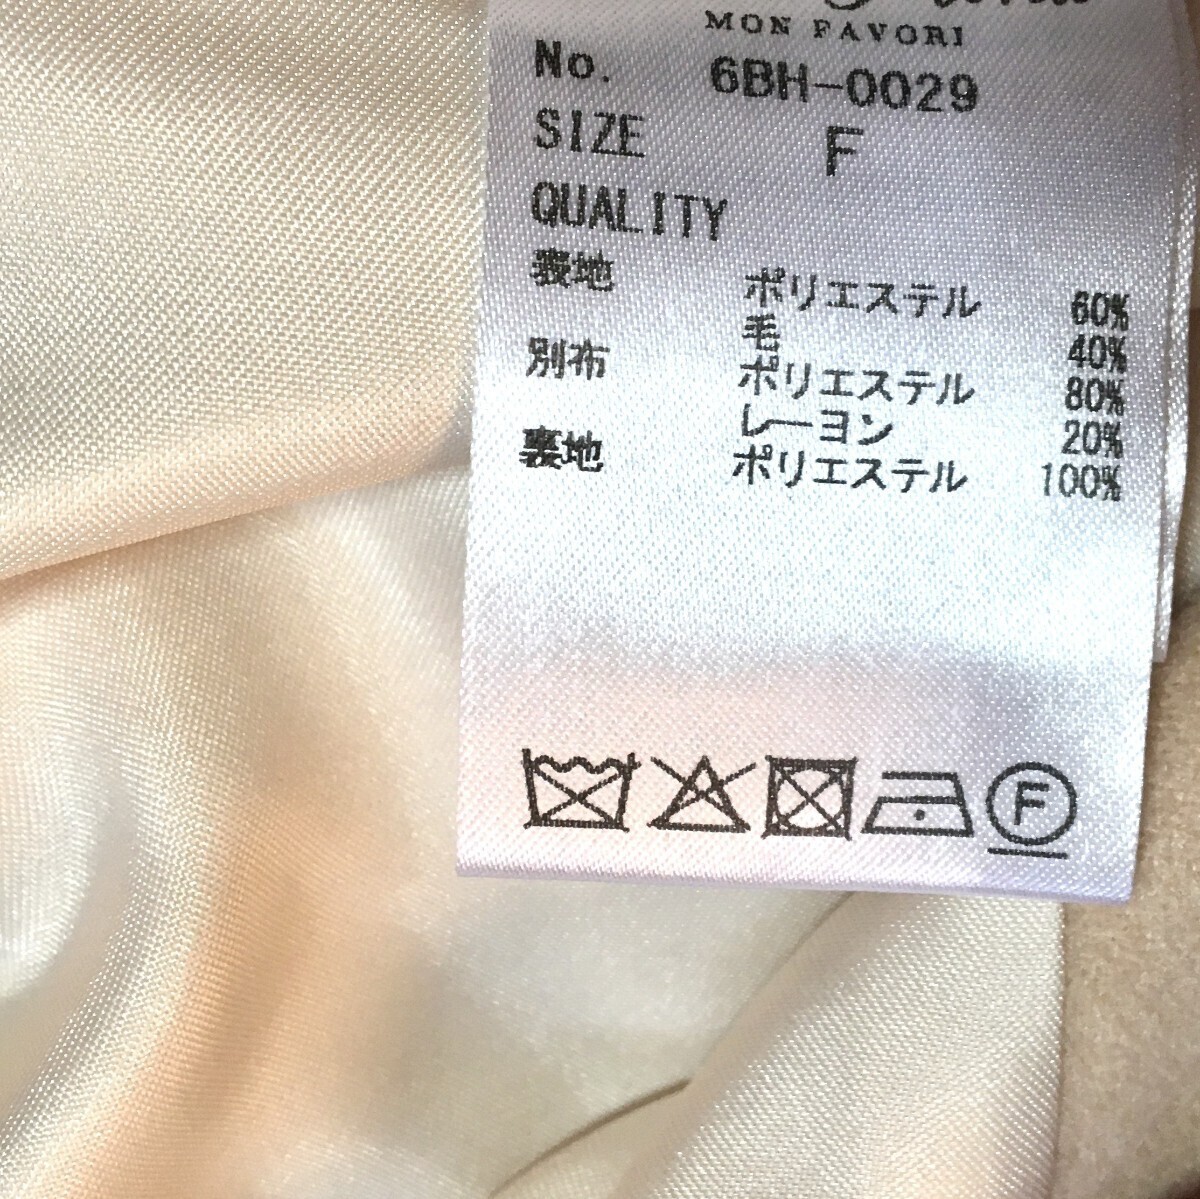 MON FAVORI
No. 6BH-0029
SIZE F
QUALITY
表地 ポリエステル 60%
毛 40%
別布 ポリエステル 80%
レーヨン 20%
裏地 ポリエステル 100%
F